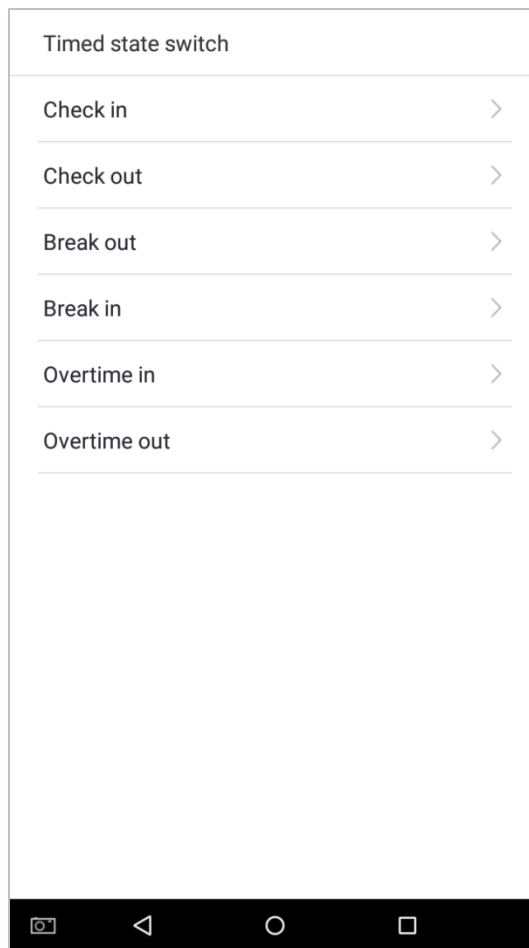 Timed state switch
Check in
Check out
Break out
Break in
Overtime in
Overtime out